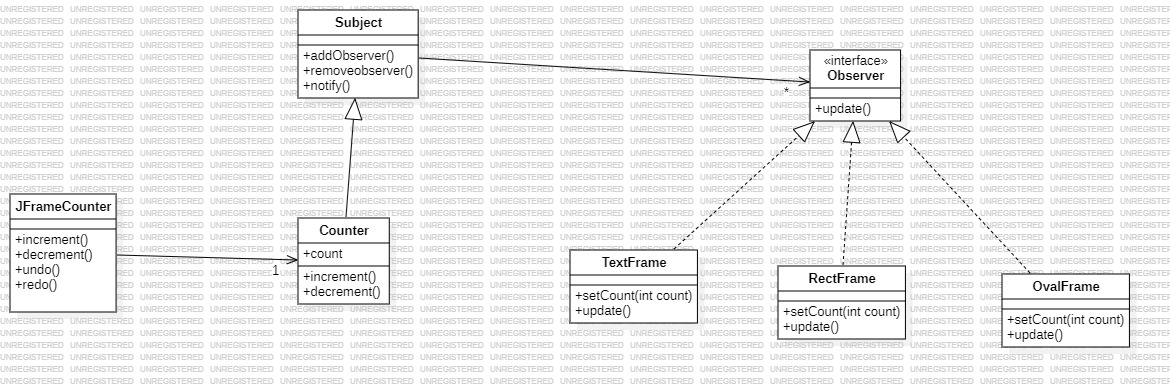 Subject
+addObserver()
+removeobserver()
+notify()
«interface»
Observer
+update()
*
JFrameCounter
+increment()
+decrement()
+undo()
+redo()
1
Counter
+count
+increment()
+decrement()
TextFrame
+setCount(int count)
+update()
RectFrame
+setCount(int count)
+update()
OvalFrame
+setCount(int count)
+update()
UNREGISTERED